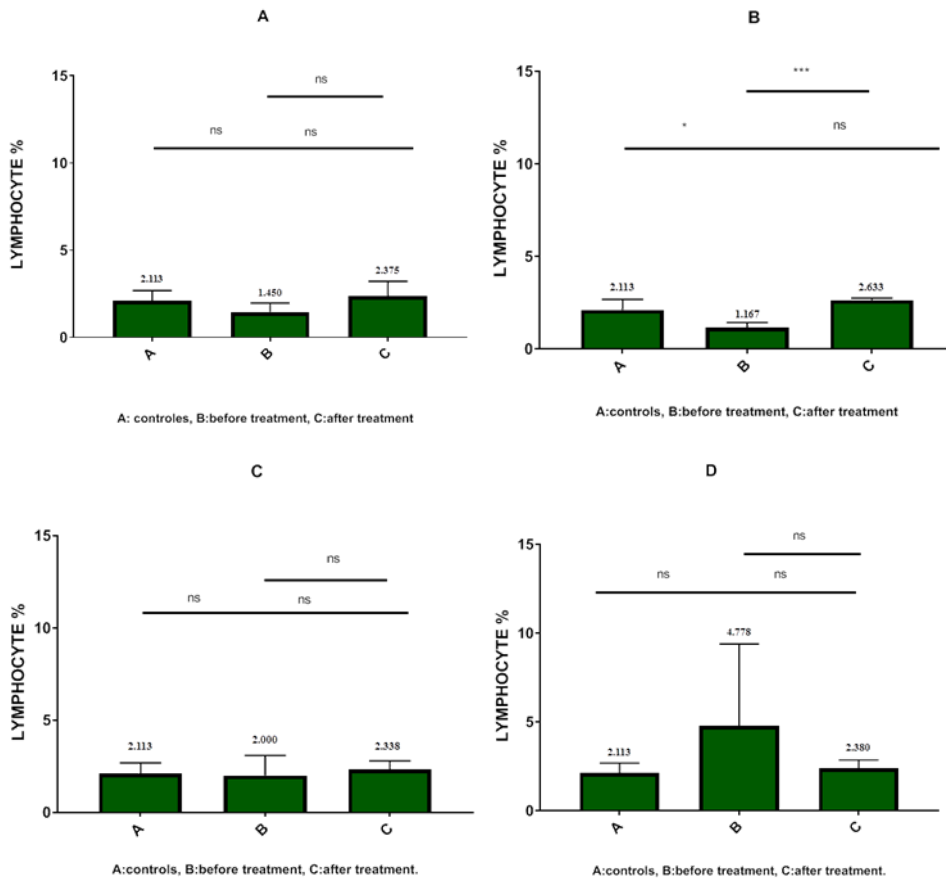 A
LYMPHOCYTE %
15
10
5
0
ns
ns
ns
2.113
1.450
2.375
A
B
C
A: controles, B:before treatment, C:after treatment
B
LYMPHOCYTE %
15
10
5
0
***
*
ns
2.113
1.167
2.633
A
B
C
A:controls, B:before treatment, C:after treatment
C
LYMPHOCYTE %
15
10
5
0
ns
ns
ns
2.113
2.000
2.338
A
B
C
A:controls, B:before treatment, C:after treatment.
D
LYMPHOCYTE %
15
10
5
0
ns
ns
ns
2.113
4.778
2.380
A
B
C
A:controls, B:before treatment, C:after treatment.